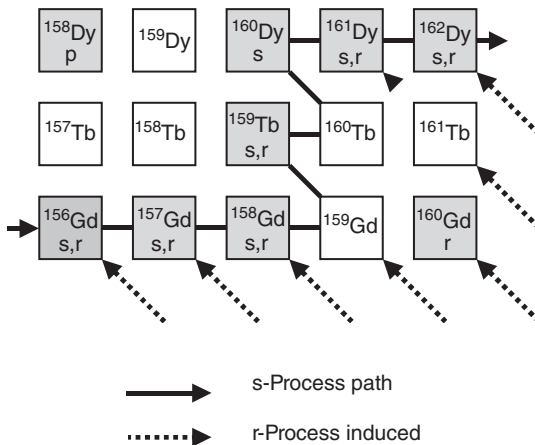 ¹⁵⁸Dy ¹⁵⁹Dy ¹⁶⁰Dy ¹⁶¹Dy ¹⁶²Dy
p s s,r s,r
¹⁵⁷Tb ¹⁵⁸Tb ¹⁵⁹Tb ¹⁶⁰Tb ¹⁶¹Tb
s,r
¹⁵⁶Gd ¹⁵⁷Gd ¹⁵⁸Gd ¹⁵⁹Gd ¹⁶⁰Gd
s,r s,r s,r r
s-Process path
r-Process induced